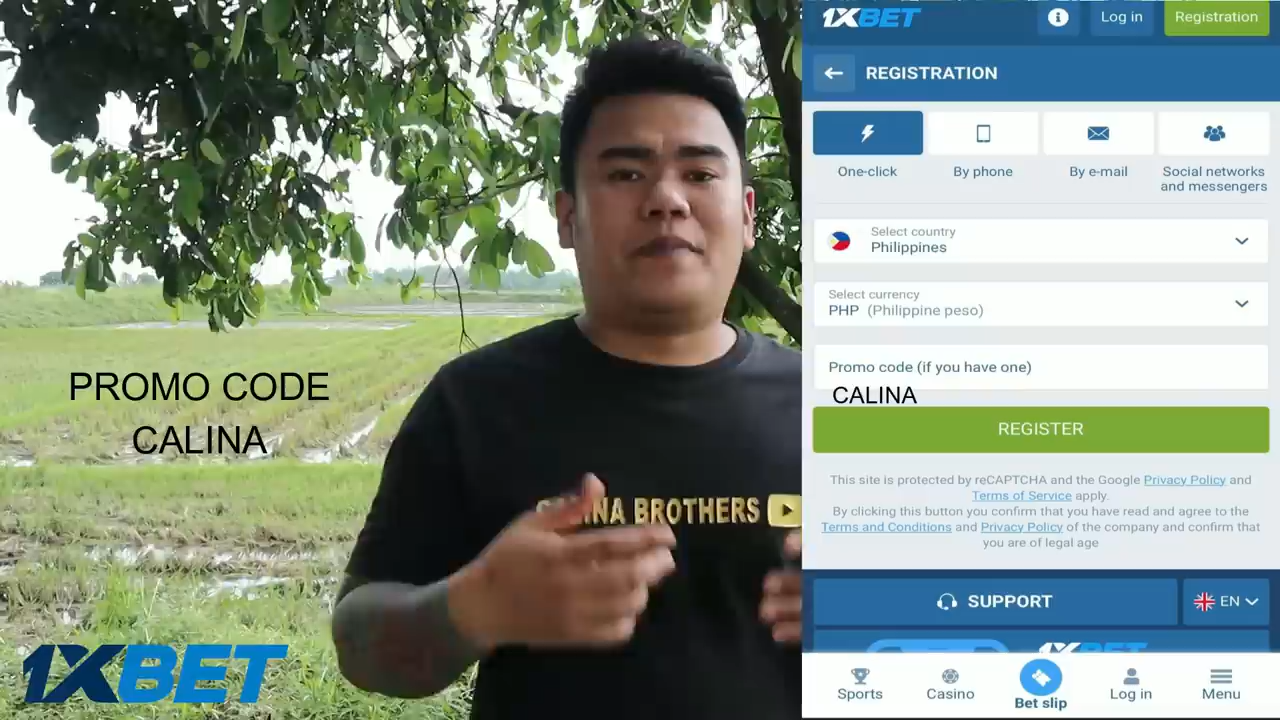 PROMO CODE
CALINA
1XBET
BROTHERS
1XBET
Log in
Registration
REGISTRATION
One-click
By phone
By e-mail
Social networks
and messengers
Select country
Philippines
Select currency
PHP (Philippine peso)
Promo code (if you have one)
CALINA
REGISTER
This site is protected by reCAPTCHA and the Google Privacy Policy and
Terms of Service apply.
By clicking this button you confirm that you have read and agree to the
Terms and Conditions and Privacy Policy of the company and confirm that
you are of legal age
SUPPORT
EN
Sports
Casino
Bet slip
Log in
Menu